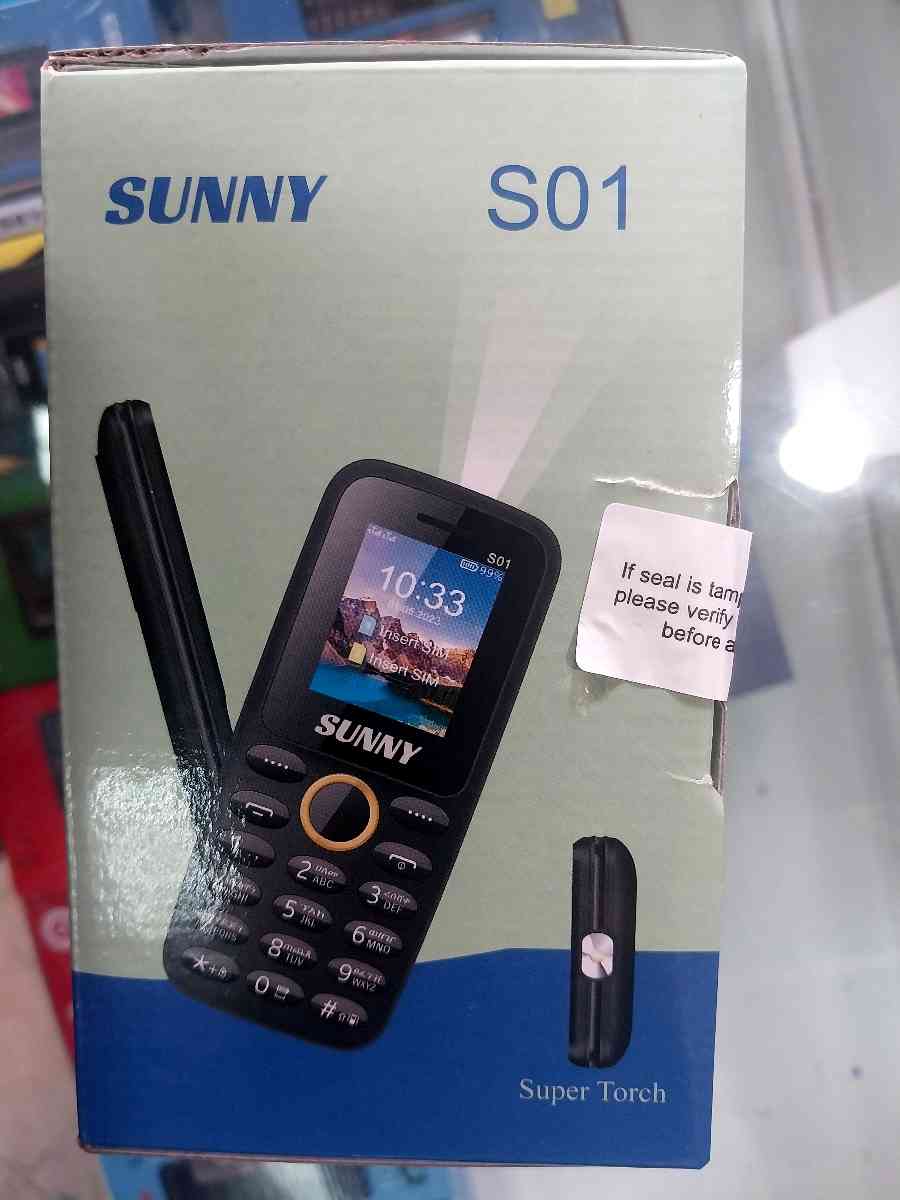 SUNNY S01
S01
99%
10:33
Insert SIM
Insert SIM
SUNNY
2 ABC
3 DEF
5 JKL
6 MNO
8 TUV
9 WXYZ
*+
0
#
If seal is tamp
please verify
before a
Super Torch